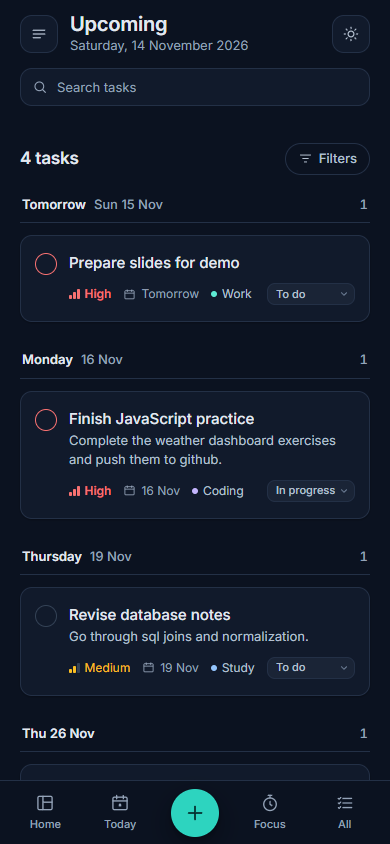 Upcoming
Saturday, 14 November 2026
Search tasks
4 tasks
Filters
Tomorrow Sun 15 Nov 1
Prepare slides for demo
High Tomorrow Work To do
Monday 16 Nov 1
Finish JavaScript practice
Complete the weather dashboard exercises
and push them to github.
High 16 Nov Coding In progress
Thursday 19 Nov 1
Revise database notes
Go through sql joins and normalization.
Medium 19 Nov Study To do
Thu 26 Nov 1
Home Today Focus All